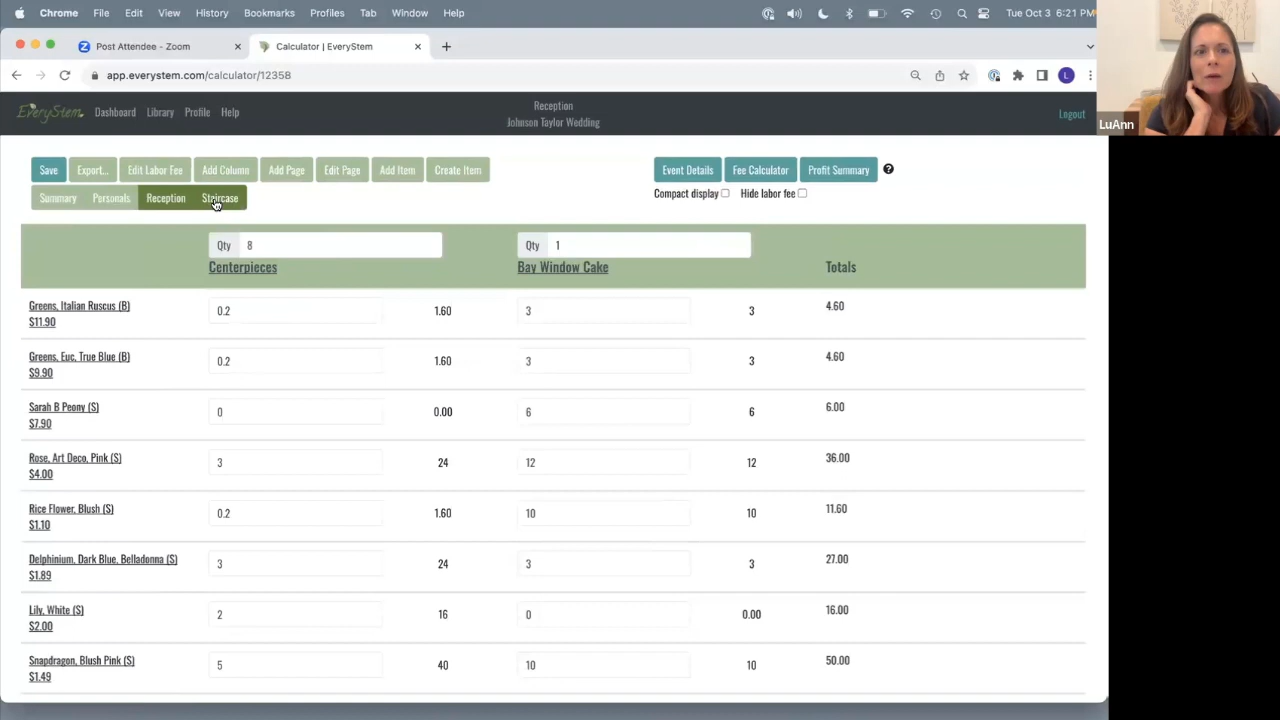 Chrome File Edit View History Bookmarks Profiles Tab Window Help Tue Oct 3 6:21 PM
Post Attendee - Zoom × Calculator | EveryStem × +
app.everystem.com/calculator/12358 L
LuAnn
EveryStem Dashboard Library Profile Help
Reception
Johnson Taylor Wedding
Logout
Save Export... Edit Labor Fee Add Column Add Page Edit Page Add Item Create Item Event Details Fee Calculator Profit Summary ?
Summary Personals Reception Staircase Compact display Hide labor fee
Qty 8 Qty 1
Centerpieces Bay Window Cake Totals
Greens, Italian Ruscus (B) 0.2 1.60 3 3 4.60
$11.90
Greens, Euc, True Blue (B) 0.2 1.60 3 3 4.60
$9.90
Sarah B Peony (S) 0 0.00 6 6 6.00
$7.90
Rose, Art Deco, Pink (S) 3 24 12 12 36.00
$4.00
Rice Flower, Blush (S) 0.2 1.60 10 10 11.60
$1.10
Delphinium, Dark Blue, Belladonna (S) 3 24 3 3 27.00
$1.89
Lily, White (S) 2 16 0 0.00 16.00
$2.00
Snapdragon, Blush Pink (S) 5 40 10 10 50.00
$1.49